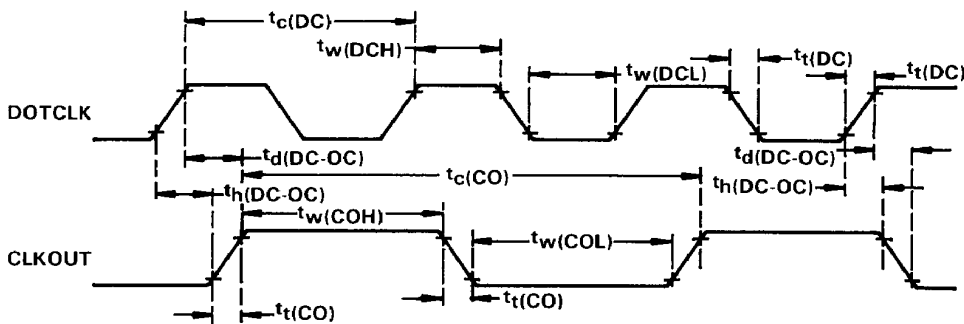 tc(DC)
tw(DCH)
tt(DC)
tw(DCL)
tt(DC)
DOTCLK
td(DC-OC)
td(DC-OC)
tc(CO)
th(DC-OC)
th(DC-OC)
tw(COH)
tw(COL)
CLKOUT
tt(CO)
tt(CO)